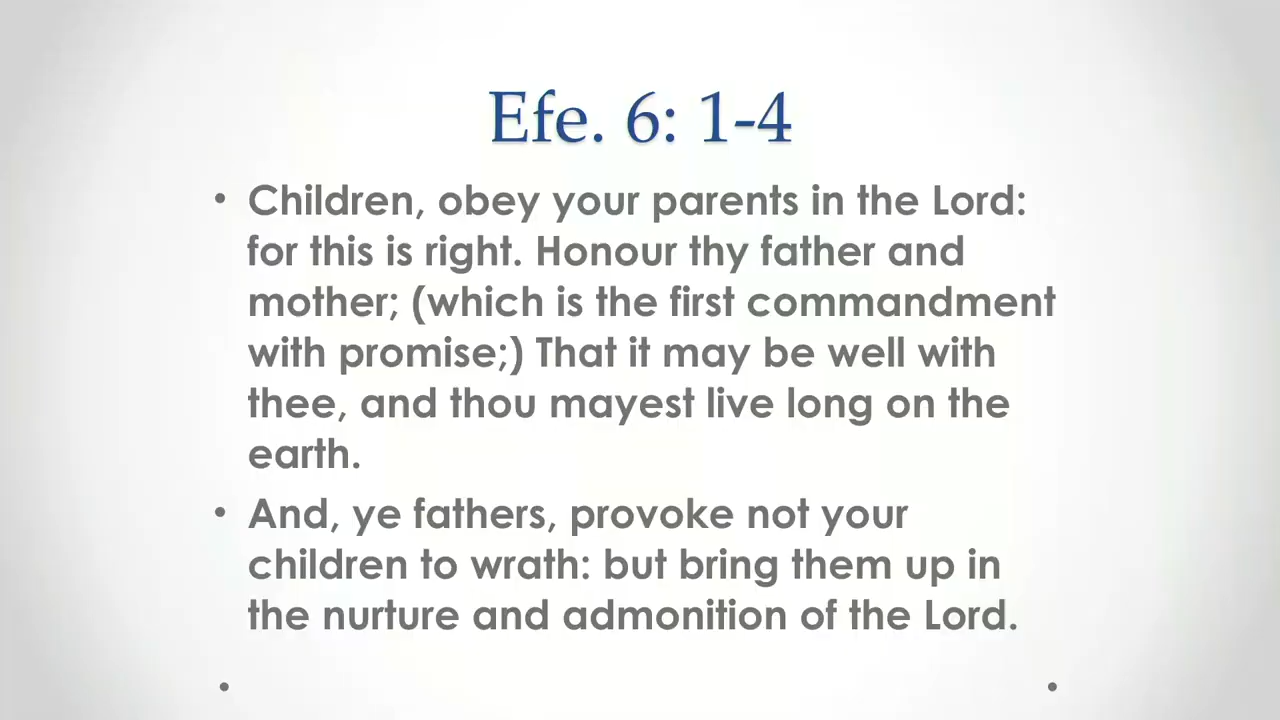 Efe. 6: 1-4
• Children, obey your parents in the Lord:
for this is right. Honour thy father and
mother; (which is the first commandment
with promise;) That it may be well with
thee, and thou mayest live long on the
earth.
• And, ye fathers, provoke not your
children to wrath: but bring them up in
the nurture and admonition of the Lord.